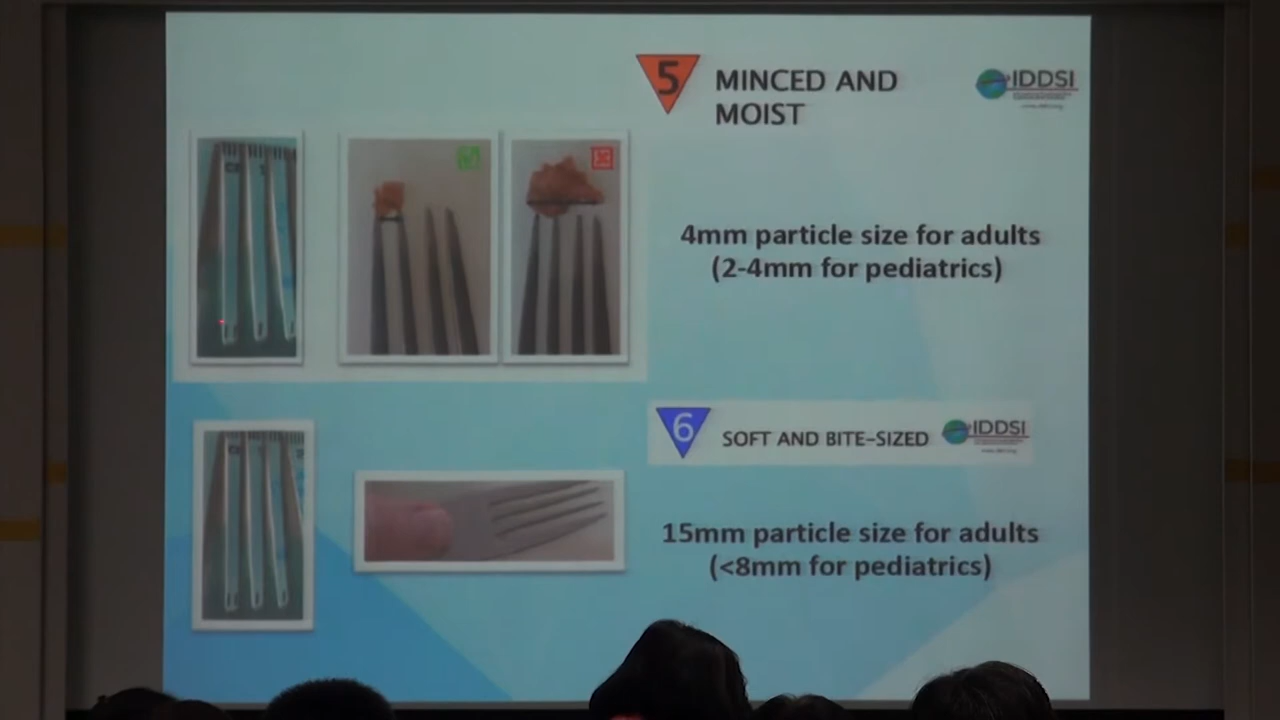 5
MINCED AND
MOIST
IDDSI
4mm particle size for adults
(2-4mm for pediatrics)
6
SOFT AND BITE-SIZED
IDDSI
15mm particle size for adults
(<8mm for pediatrics)